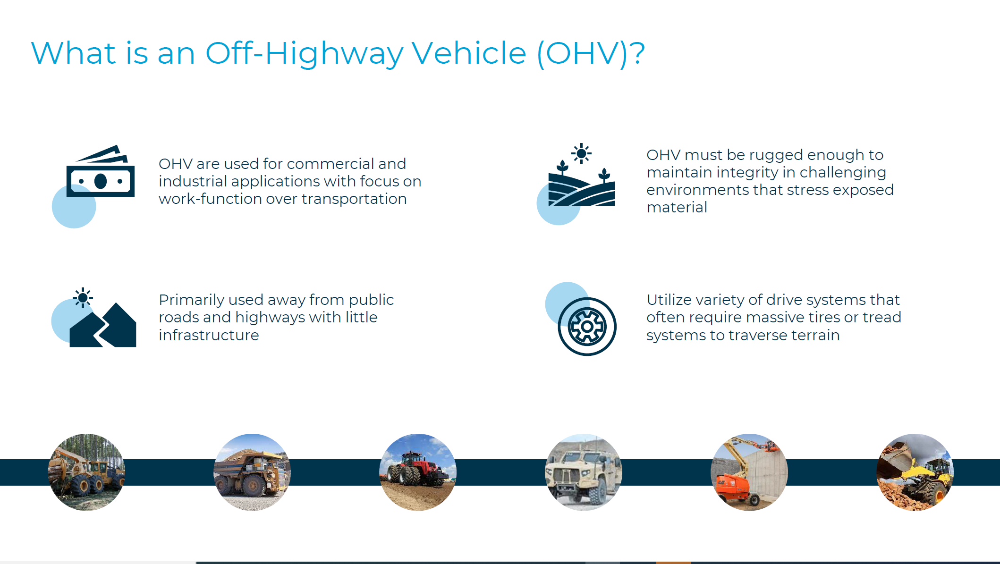 What is an Off-Highway Vehicle (OHV)?
OHV are used for commercial and
industrial applications with focus on
work-function over transportation
OHV must be rugged enough to
maintain integrity in challenging
environments that stress exposed
material
Primarily used away from public
roads and highways with little
infrastructure
Utilize variety of drive systems that
often require massive tires or tread
systems to traverse terrain
JLG